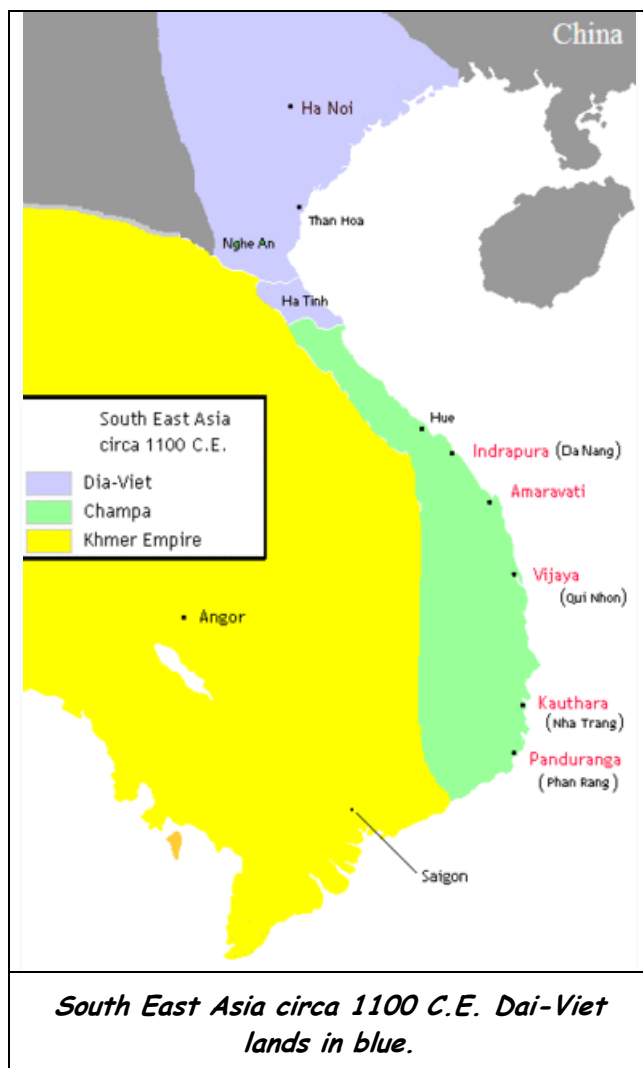 China
Ha Noi
Than Hoa
Nghe An
Ha Tinh
Hue
Indrapura (Da Nang)
Amaravati
Vijaya
(Qui Nhon)
Kauthara
(Nha Trang)
Panduranga
(Phan Rang)
South East Asia
circa 1100 C.E.
Dia-Viet
Champa
Khmer Empire
Angor
Saigon
South East Asia circa 1100 C.E. Dai-Viet
lands in blue.